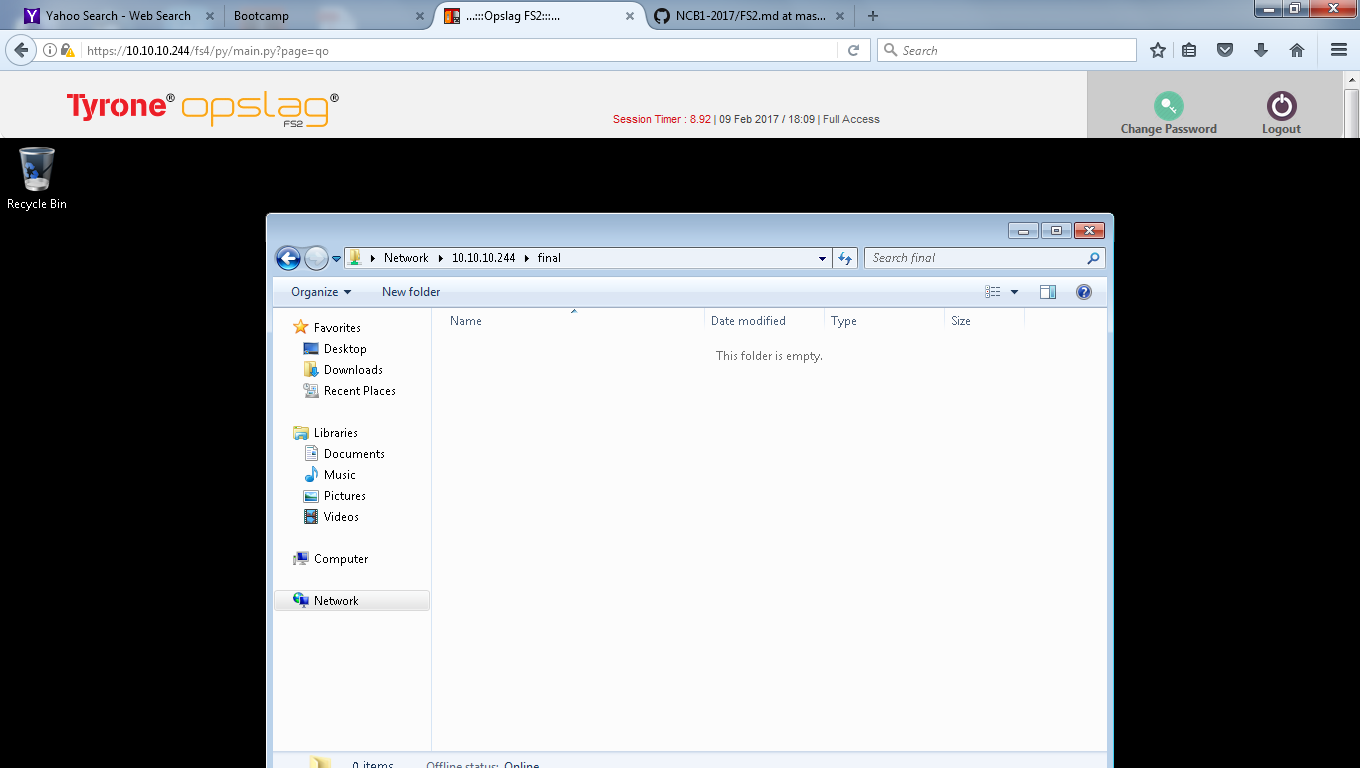 Yahoo Search - Web Search
Bootcamp
...:::Opslag FS2:::...
NCB1-2017/FS2.md at mas...
https://10.10.10.244/fs4/py/main.py?page=qo
Search
Tyrone® opslag®
FS2
Session Timer : 8.92 | 09 Feb 2017 / 18:09 | Full Access
Change Password
Logout
Recycle Bin
Network 10.10.10.244 final
Search final
Organize
New folder
Name
Date modified
Type
Size
This folder is empty.
Favorites
Desktop
Downloads
Recent Places
Libraries
Documents
Music
Pictures
Videos
Computer
Network
0 items
Offline status: Online